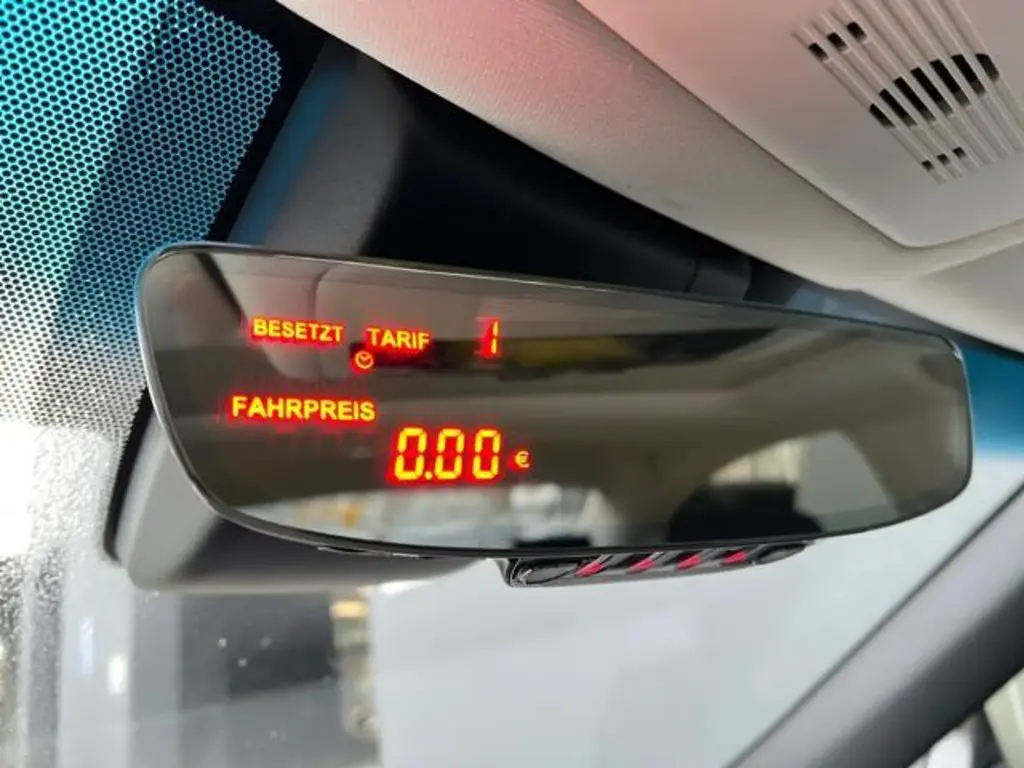 BESETZT TARIF 1
FAHRPREIS
0.00 €